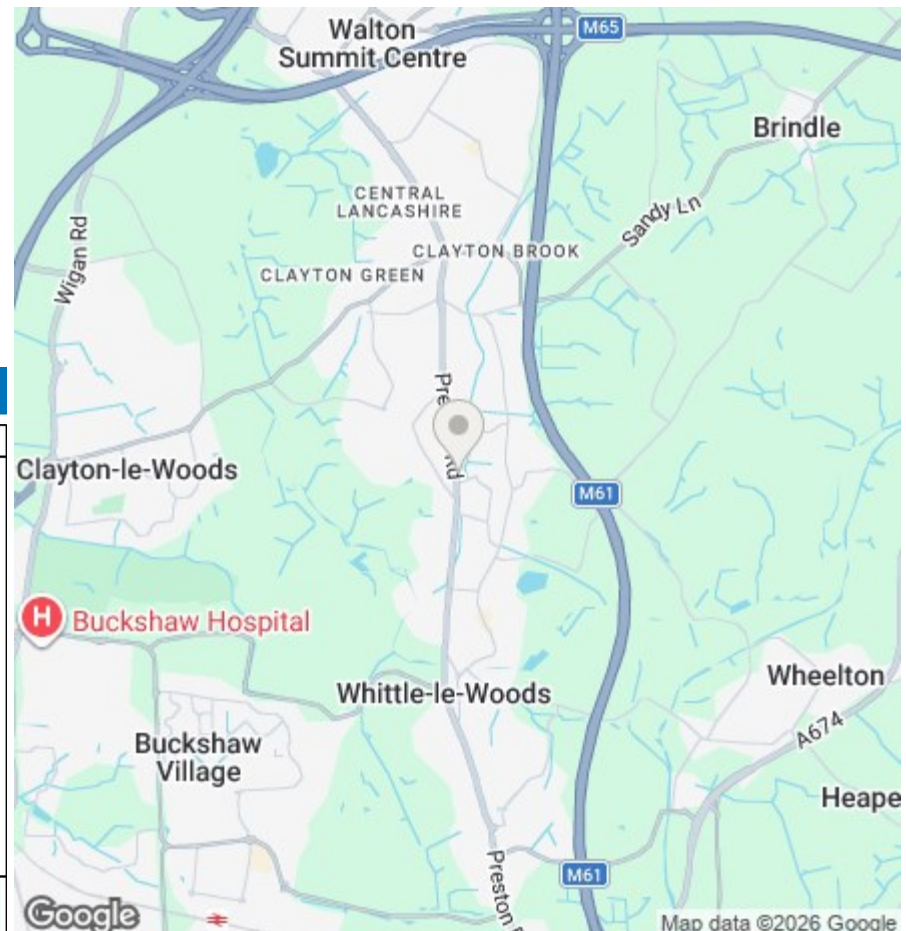 Walton
Summit Centre
M65
Brindle
CENTRAL
LANCASHIRE
Sandy Ln
CLAYTON BROOK
CLAYTON GREEN
Wigan Rd
Rd
Clayton-le-Woods
M61
H
Buckshaw Hospital
Wheelton
Whittle-le-Woods
A674
Buckshaw
Village
Heape
M61
Preston
Google
Map data ©2026 Google